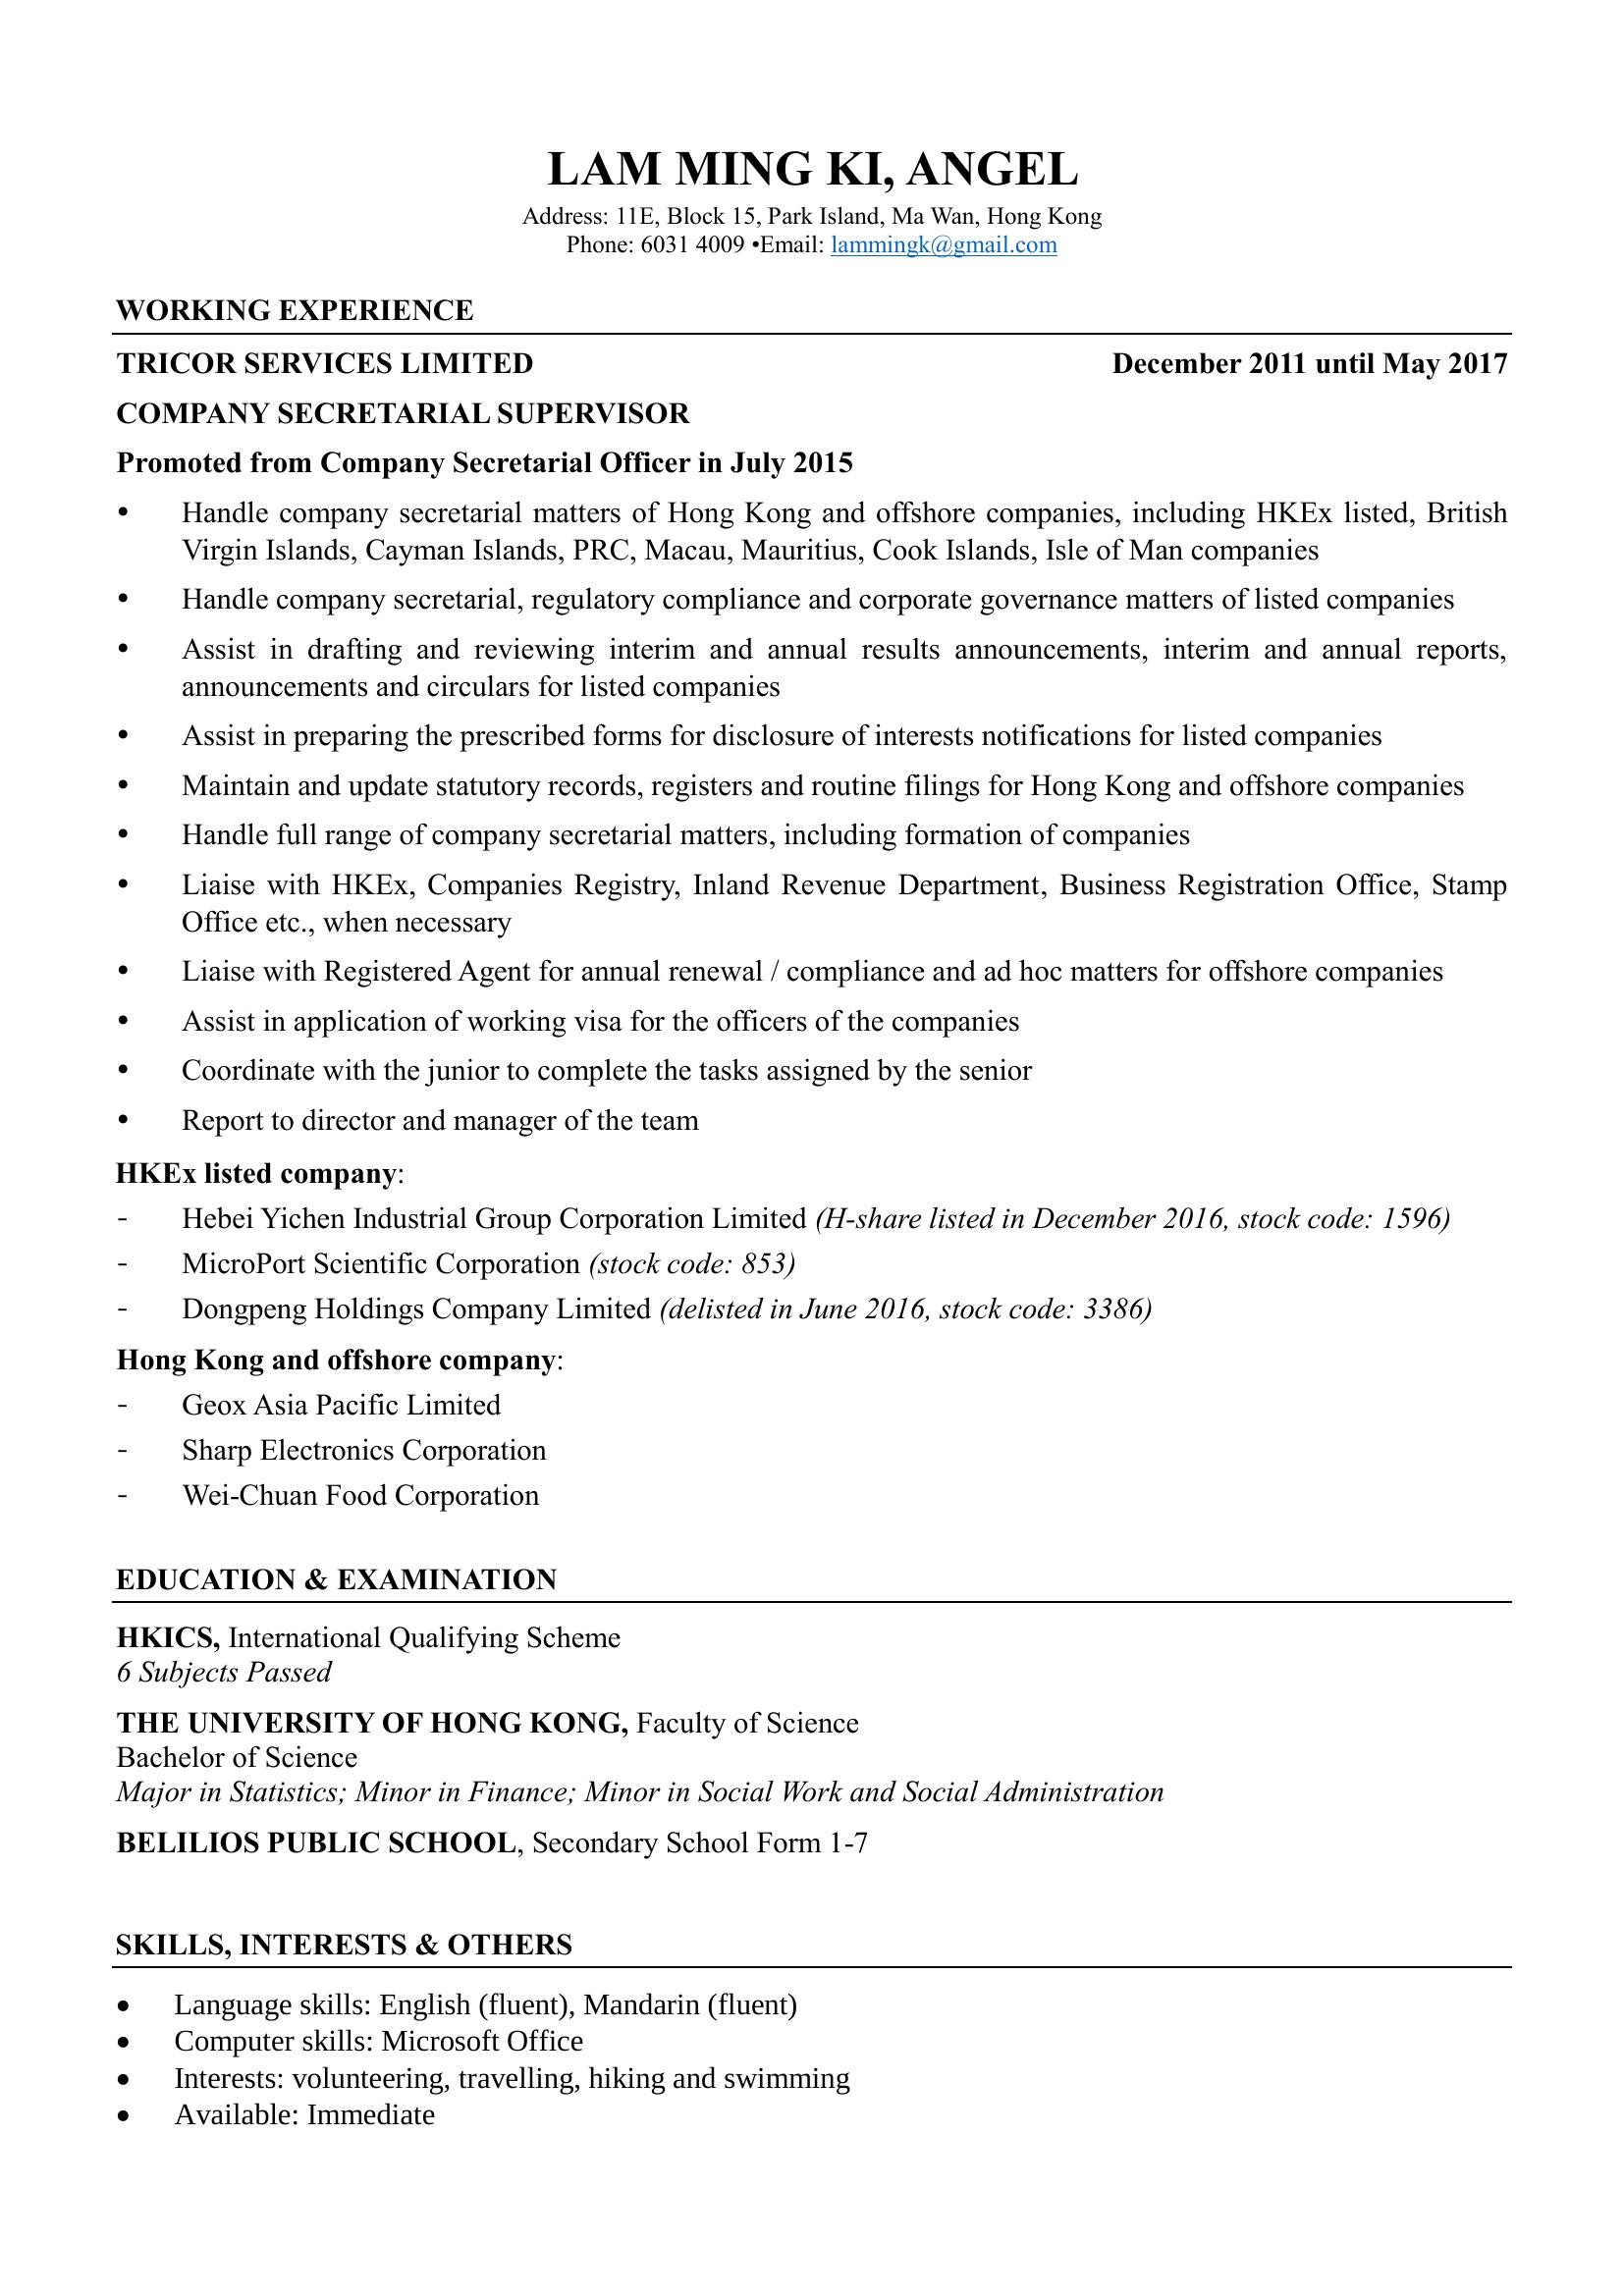 LAM MING KI, ANGEL
Address: 11E, Block 15, Park Island, Ma Wan, Hong Kong
Phone: 6031 4009 •Email: lammingk@gmail.com
WORKING EXPERIENCE
TRICOR SERVICES LIMITED December 2011 until May 2017
COMPANY SECRETARIAL SUPERVISOR
Promoted from Company Secretarial Officer in July 2015
• Handle company secretarial matters of Hong Kong and offshore companies, including HKEx listed, British
Virgin Islands, Cayman Islands, PRC, Macau, Mauritius, Cook Islands, Isle of Man companies
• Handle company secretarial, regulatory compliance and corporate governance matters of listed companies
• Assist in drafting and reviewing interim and annual results announcements, interim and annual reports,
announcements and circulars for listed companies
• Assist in preparing the prescribed forms for disclosure of interests notifications for listed companies
• Maintain and update statutory records, registers and routine filings for Hong Kong and offshore companies
• Handle full range of company secretarial matters, including formation of companies
• Liaise with HKEx, Companies Registry, Inland Revenue Department, Business Registration Office, Stamp
Office etc., when necessary
• Liaise with Registered Agent for annual renewal / compliance and ad hoc matters for offshore companies
• Assist in application of working visa for the officers of the companies
• Coordinate with the junior to complete the tasks assigned by the senior
• Report to director and manager of the team
HKEx listed company:
- Hebei Yichen Industrial Group Corporation Limited (H-share listed in December 2016, stock code: 1596)
- MicroPort Scientific Corporation (stock code: 853)
- Dongpeng Holdings Company Limited (delisted in June 2016, stock code: 3386)
Hong Kong and offshore company:
- Geox Asia Pacific Limited
- Sharp Electronics Corporation
- Wei-Chuan Food Corporation
EDUCATION & EXAMINATION
HKICS, International Qualifying Scheme
6 Subjects Passed
THE UNIVERSITY OF HONG KONG, Faculty of Science
Bachelor of Science
Major in Statistics; Minor in Finance; Minor in Social Work and Social Administration
BELILIOS PUBLIC SCHOOL, Secondary School Form 1-7
SKILLS, INTERESTS & OTHERS
• Language skills: English (fluent), Mandarin (fluent)
• Computer skills: Microsoft Office
• Interests: volunteering, travelling, hiking and swimming
• Available: Immediate